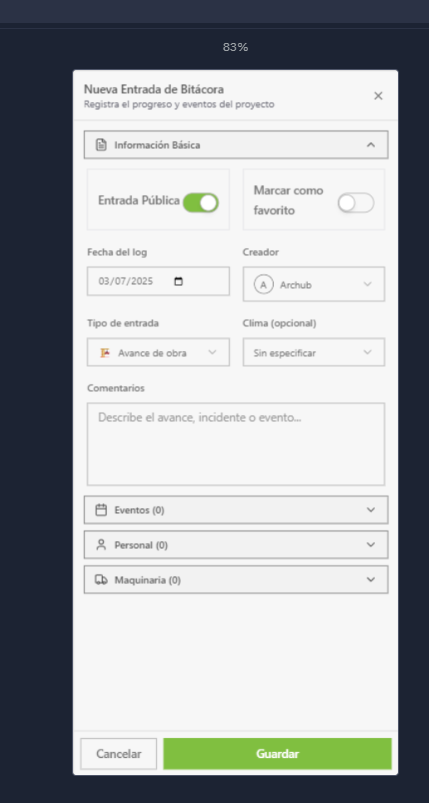 83%
Nueva Entrada de Bitácora
Registra el progreso y eventos del proyecto
Información Básica
Entrada Pública
Marcar como
favorito
Fecha del log
Creador
03/07/2025
A Archub
Tipo de entrada
Clima (opcional)
Avance de obra
Sin especificar
Comentarios
Describe el avance, incidente o evento...
Eventos (0)
Personal (0)
Maquinaria (0)
Cancelar
Guardar